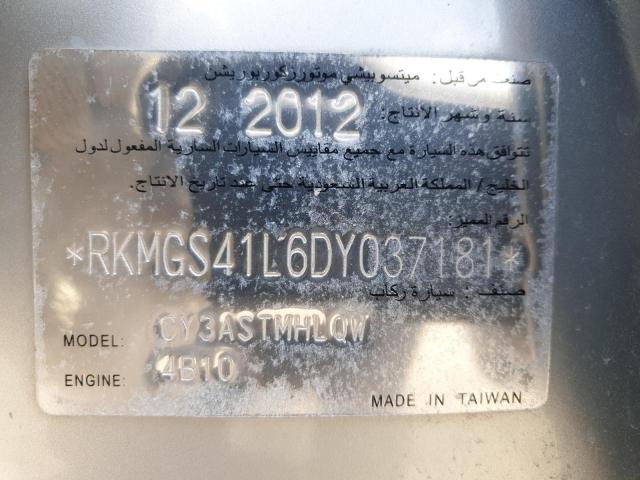 صنعت من قبل: ميتسوبيشي موتورز كوربوريشن
سنة وشهر الانتاج: 12 2012
تتوافق هذه السيارة مع جميع مقاييس السيارات السارية المفعول لدول
الخليج / المملكة العربية السعودية حتى عند تاريخ الانتاج.
الرقم المميز:
*RKMGS41L6DY037181*
صنف: سيارة ركاب
MODEL: CY3ASTMHLQW
ENGINE: 4B10
MADE IN TAIWAN